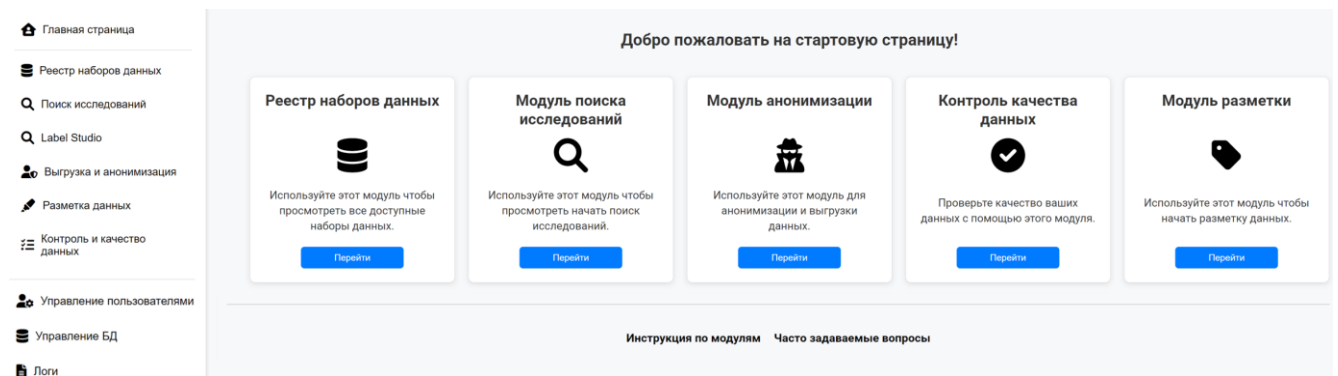 Главная страница
Реестр наборов данных
Поиск исследований
Label Studio
Выгрузка и анонимизация
Разметка данных
Контроль и качество
данных
Управление пользователями
Управление БД
Логи
Добро пожаловать на стартовую страницу!
Реестр наборов данных
Используйте этот модуль чтобы
просмотреть все доступные
наборы данных.
Перейти
Модуль поиска
исследований
Используйте этот модуль чтобы
просмотреть начать поиск
исследований.
Перейти
Модуль анонимизации
Используйте этот модуль для
анонимизации и выгрузки
данных.
Перейти
Контроль качества
данных
Проверьте качество ваших
данных с помощью этого модуля.
Перейти
Модуль разметки
Используйте этот модуль чтобы
начать разметку данных.
Перейти
Инструкция по модулям Часто задаваемые вопросы